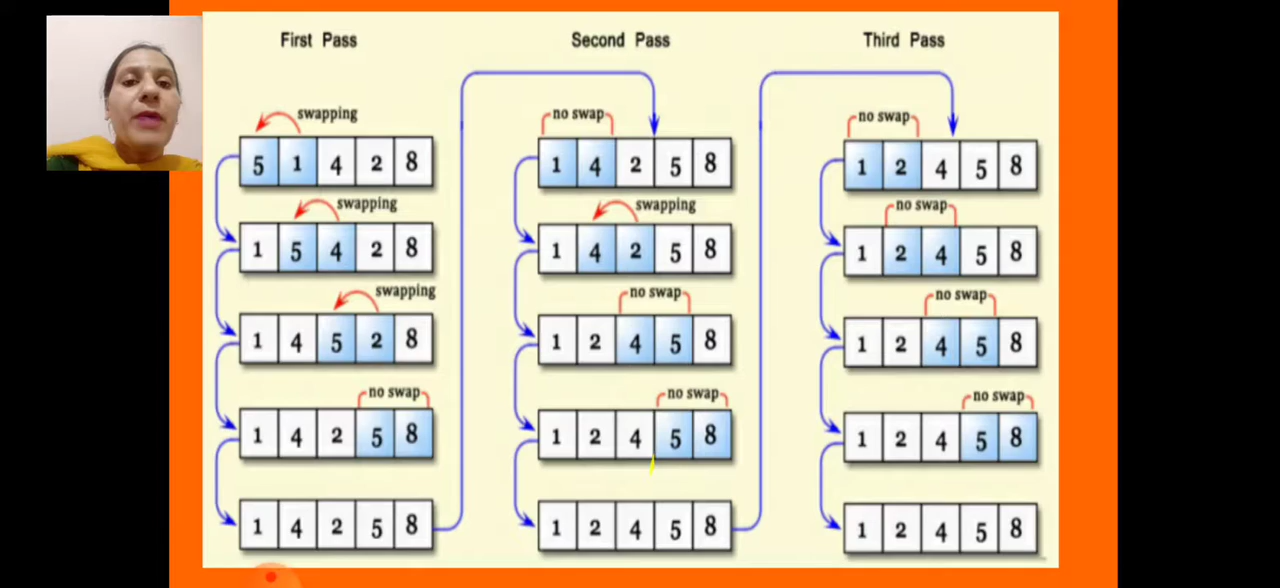 First Pass
swapping
5 1 4 2 8
swapping
1 5 4 2 8
swapping
1 4 5 2 8
no swap
1 4 2 5 8
1 4 2 5 8
Second Pass
no swap
1 4 2 5 8
swapping
1 4 2 5 8
no swap
1 2 4 5 8
no swap
1 2 4 5 8
1 2 4 5 8
Third Pass
no swap
1 2 4 5 8
no swap
1 2 4 5 8
no swap
1 2 4 5 8
no swap
1 2 4 5 8
1 2 4 5 8